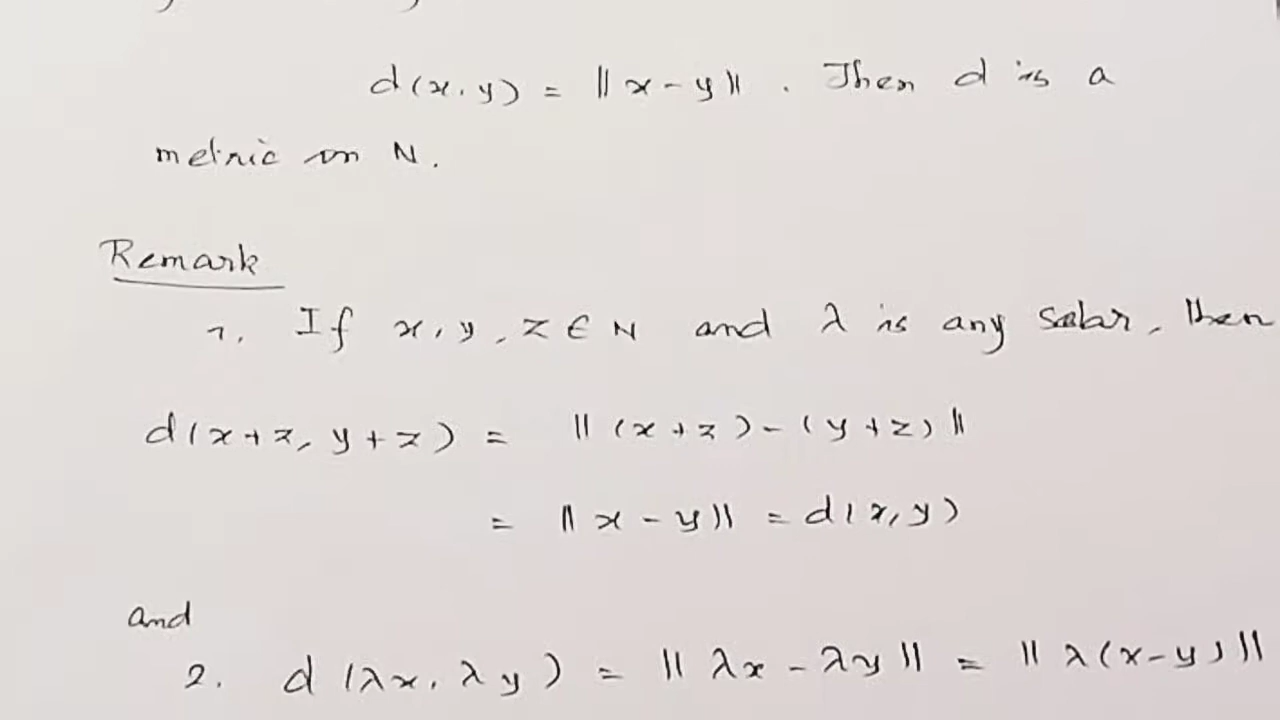 d(x, y) = ||x - y|| . Then d is a
metric on N.
Remark
1. If x, y, z ∈ N and λ is any scalar, then
d(x+z, y+z) = ||(x+z)-(y+z)||
= ||x - y|| = d(x, y)
and
2. d(λx, λy) = ||λx - λy|| = ||λ(x-y)||